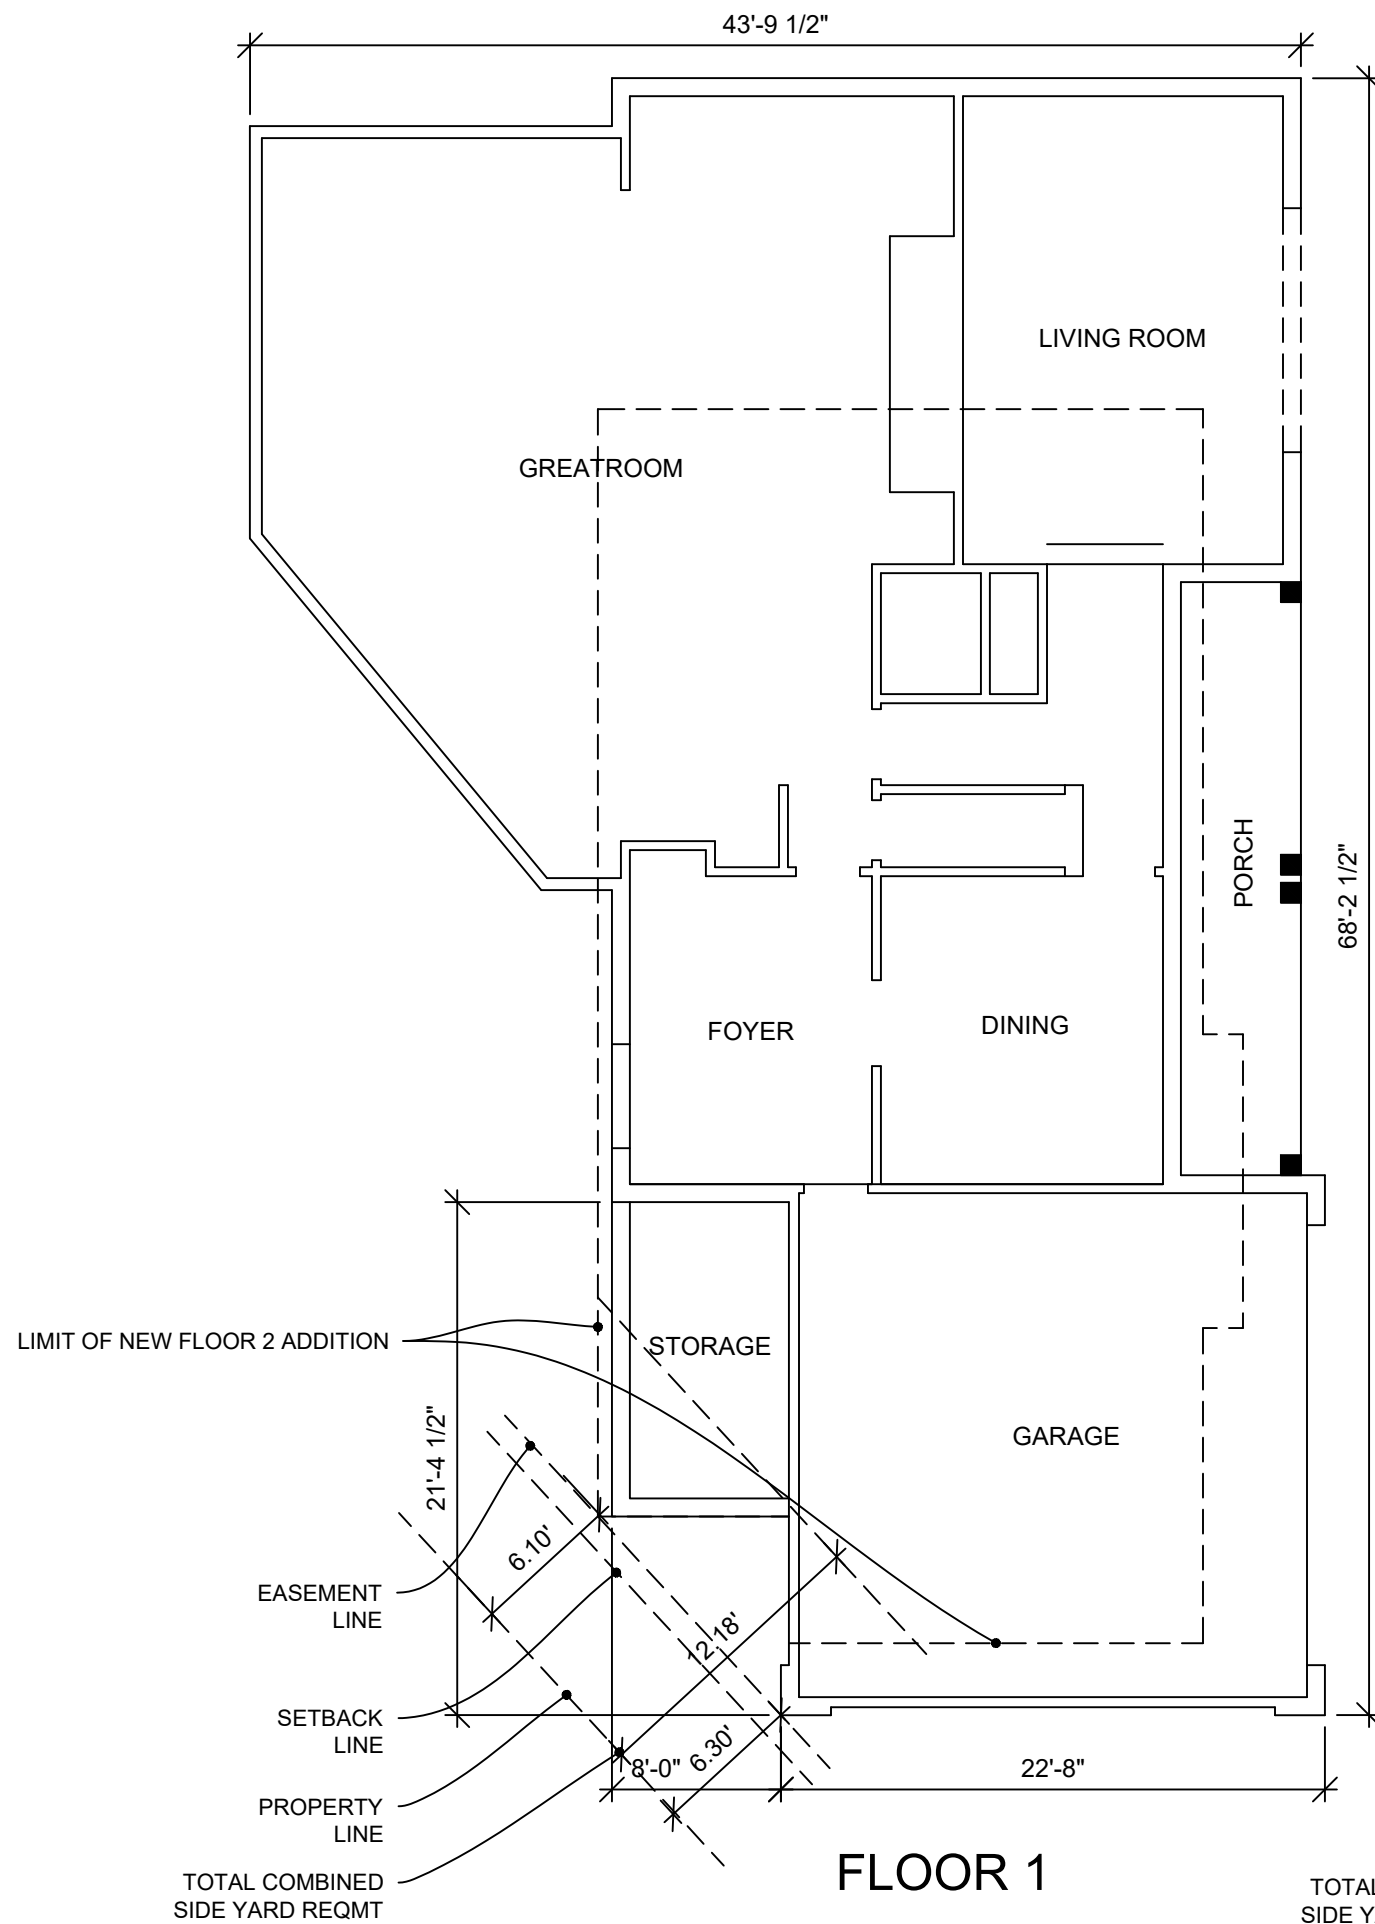 43'-9 1/2"
LIVING ROOM
GREATROOM
PORCH
68'-2 1/2"
FOYER
DINING
LIMIT OF NEW FLOOR 2 ADDITION
STORAGE
21'-4 1/2"
GARAGE
6.10'
EASEMENT
LINE
12.18'
SETBACK
LINE
6.30'
8'-0"
22'-8"
PROPERTY
LINE
FLOOR 1
TOTAL COMBINED
SIDE YARD REQMT
TOTAL
SIDE